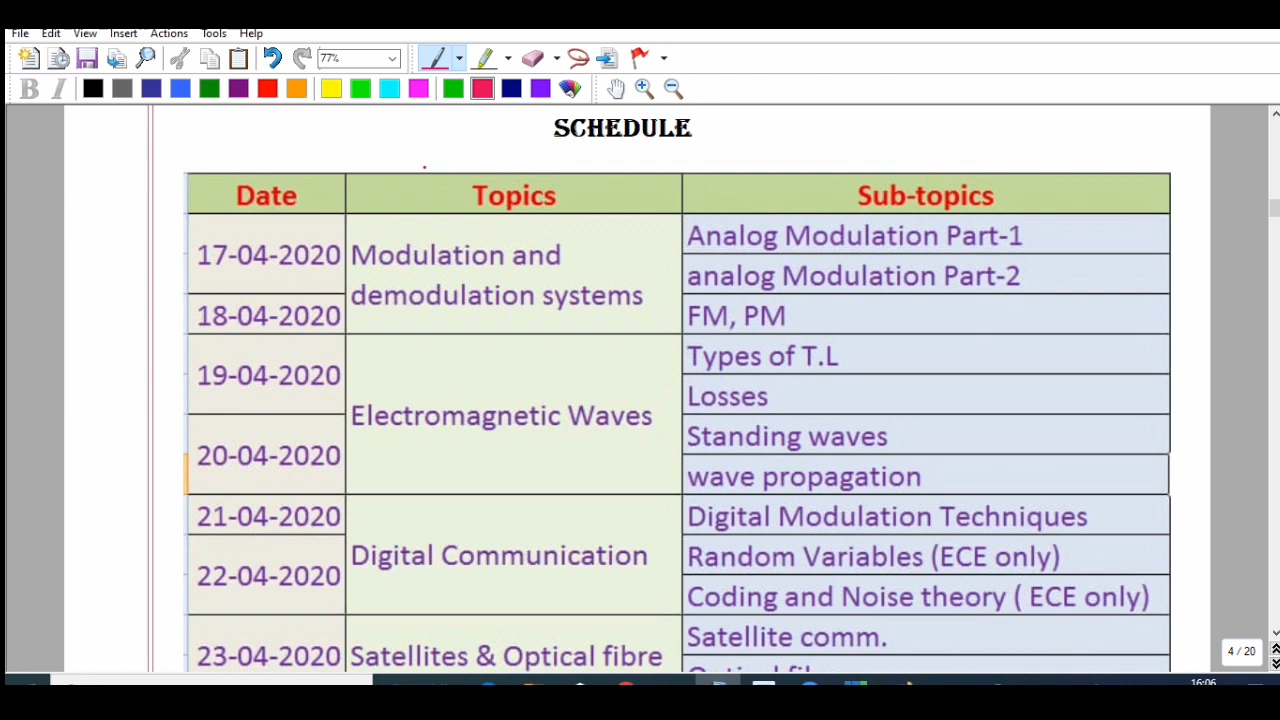 File Edit View Insert Actions Tools Help
77%
B I
SCHEDULE
Date Topics Sub-topics
17-04-2020 Modulation and demodulation systems Analog Modulation Part-1
analog Modulation Part-2
18-04-2020 FM, PM
19-04-2020 Electromagnetic Waves Types of T.L
Losses
20-04-2020 Standing waves
wave propagation
21-04-2020 Digital Communication Digital Modulation Techniques
22-04-2020 Random Variables (ECE only)
Coding and Noise theory ( ECE only)
23-04-2020 Satellites & Optical fibre Satellite comm.
4 / 20
16:06